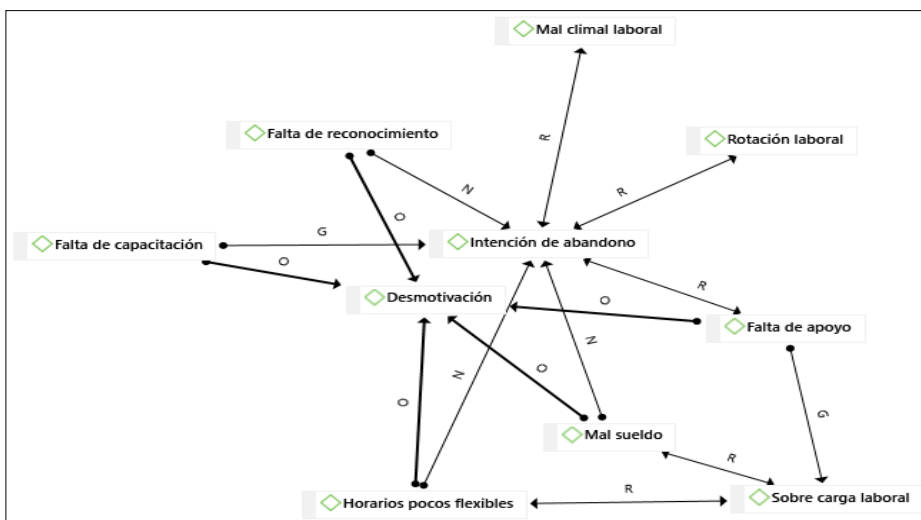 Mal climal laboral
R
Falta de reconocimiento
Rotación laboral
N
R
O
Falta de capacitación
G
Intención de abandono
O
R
Desmotivación
O
Falta de apoyo
N
N
O
O
G
Mal sueldo
R
R
Horarios pocos flexibles
Sobre carga laboral